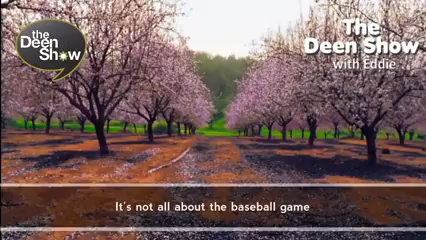 the
Deen
Show
The
Deen Show
with Eddie
It's not all about the baseball game